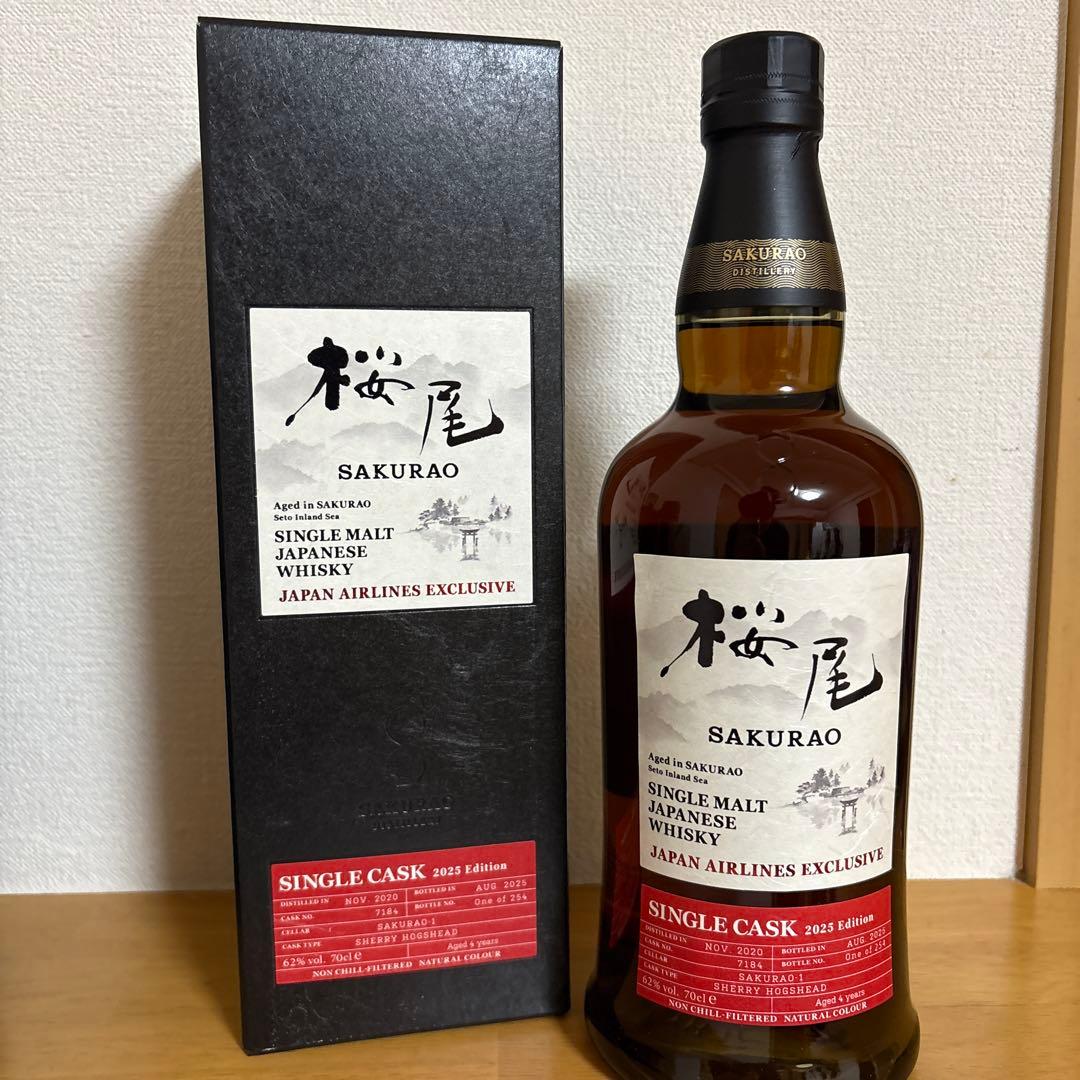 桜尾
SAKURAO
Aged in SAKURAO
Seto Inland Sea
SINGLE MALT
JAPANESE
WHISKY
JAPAN AIRLINES EXCLUSIVE
SAKURAO
SINGLE CASK 2025 Edition
DISTILLED IN NOV. 2020 BOTTLED IN AUG 2025
CASK NO. 7184 BOTTLE NO. One of 254
CELLAR SAKURAO-1
CASK TYPE SHERRY HOGSHEAD
62% vol. 70cl e Aged 4 years
NON CHILL-FILTERED NATURAL COLOUR
SAKURAO
DISTILLERY
桜尾
SAKURAO
Aged in SAKURAO
Seto Inland Sea
SINGLE MALT
JAPANESE
WHISKY
JAPAN AIRLINES EXCLUSIVE
SINGLE CASK 2025 Edition
DISTILLED IN NOV. 2020 BOTTLED IN AUG 2025
CASK NO. 7184 BOTTLE NO. One of 254
CELLAR SAKURAO-1
CASK TYPE SHERRY HOGSHEAD
62% vol. 70cl e Aged 4 years
NON CHILL-FILTERED NATURAL COLOUR